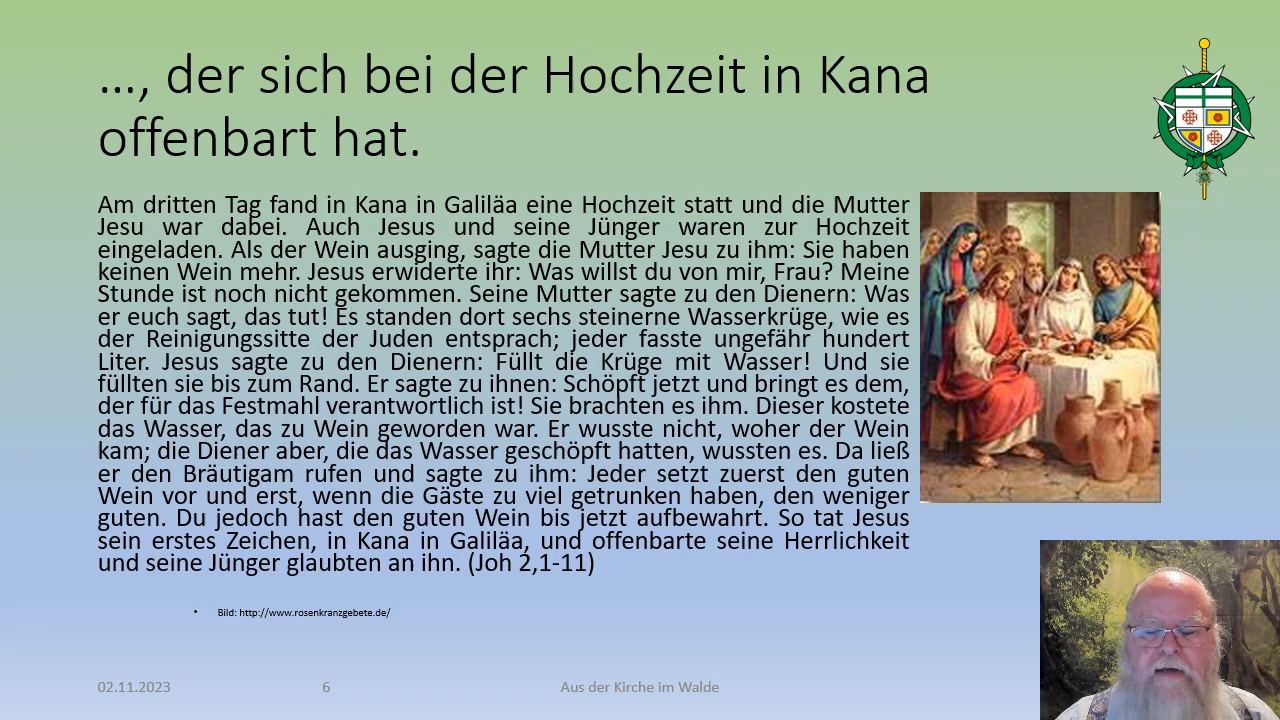 …, der sich bei der Hochzeit in Kana
offenbart hat.
Am dritten Tag fand in Kana in Galiläa eine Hochzeit statt und die Mutter
Jesu war dabei. Auch Jesus und seine Jünger waren zur Hochzeit
eingeladen. Als der Wein ausging, sagte die Mutter Jesu zu ihm: Sie haben
keinen Wein mehr. Jesus erwiderte ihr: Was willst du von mir, Frau? Meine
Stunde ist noch nicht gekommen. Seine Mutter sagte zu den Dienern: Was
er euch sagt, das tut! Es standen dort sechs steinerne Wasserkrüge, wie es
der Reinigungssitte der Juden entsprach; jeder fasste ungefähr hundert
Liter. Jesus sagte zu den Dienern: Füllt die Krüge mit Wasser! Und sie
füllten sie bis zum Rand. Er sagte zu ihnen: Schöpft jetzt und bringt es dem,
der für das Festmahl verantwortlich ist! Sie brachten es ihm. Dieser kostete
das Wasser, das zu Wein geworden war. Er wusste nicht, woher der Wein
kam; die Diener aber, die das Wasser geschöpft hatten, wussten es. Da ließ
er den Bräutigam rufen und sagte zu ihm: Jeder setzt zuerst den guten
Wein vor und erst, wenn die Gäste zu viel getrunken haben, den weniger
guten. Du jedoch hast den guten Wein bis jetzt aufbewahrt. So tat Jesus
sein erstes Zeichen, in Kana in Galiläa, und offenbarte seine Herrlichkeit
und seine Jünger glaubten an ihn. (Joh 2,1-11)
• Bild: http://www.rosenkranzgebete.de/
02.11.2023 6 Aus der Kirche im Walde